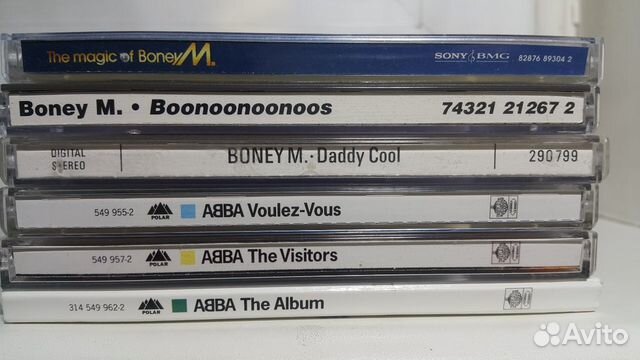 The magic of Boney M. SONY BMG 82876 89304 2
Boney M. • Boonoonoonoos 74321 21267 2
DIGITAL STEREO BONEY M. · Daddy Cool 290 799
549 955-2 POLAR ABBA Voulez-Vous
549 957-2 POLAR ABBA The Visitors
314 549 962-2 POLAR ABBA The Album
Avito